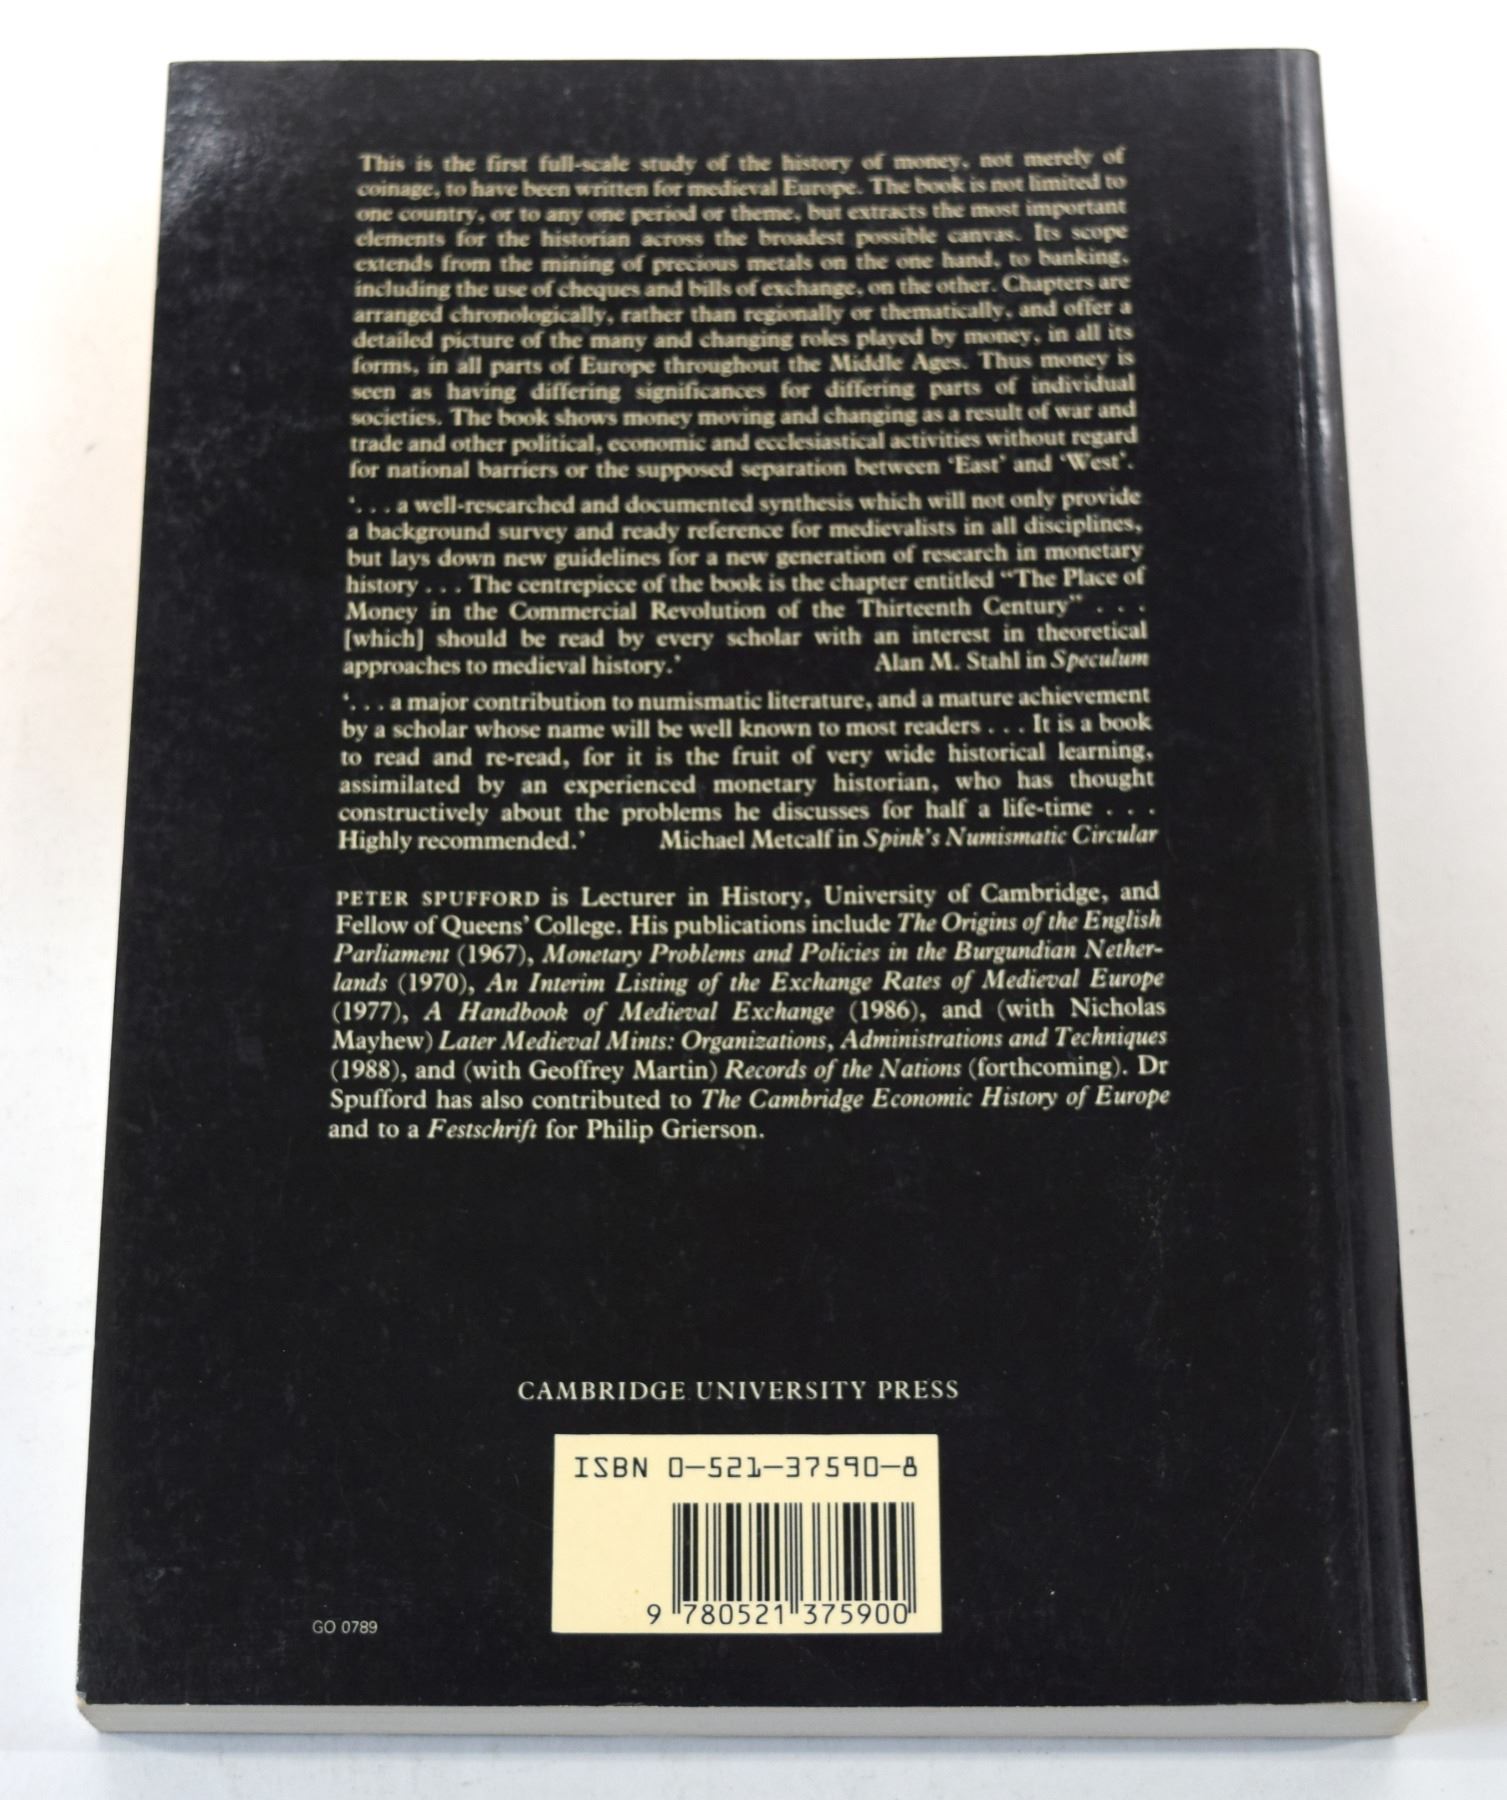 This is the first full-scale study of the history of money, not merely of
coinage, to have been written for medieval Europe. The book is not limited to
one country, or to any one period or theme, but extracts the most important
elements for the historian across the broadest possible canvas. Its scope
extends from the mining of precious metals on the one hand, to banking,
including the use of cheques and bills of exchange, on the other. Chapters are
arranged chronologically, rather than regionally or thematically, and offer a
detailed picture of the many and changing roles played by money, in all its
forms, in all parts of Europe throughout the Middle Ages. Thus money is
seen as having differing significances for differing parts of individual
societies. The book shows money moving and changing as a result of war and
trade and other political, economic and ecclesiastical activities without regard
for national barriers or the supposed separation between 'East' and 'West'.
'. . . a well-researched and documented synthesis which will not only provide
a background survey and ready reference for medievalists in all disciplines,
but lays down new guidelines for a new generation of research in monetary
history . . . The centrepiece of the book is the chapter entitled "The Place of
Money in the Commercial Revolution of the Thirteenth Century" . . .
[which] should be read by every scholar with an interest in theoretical
approaches to medieval history.' Alan M. Stahl in Speculum
'. . . a major contribution to numismatic literature, and a mature achievement
by a scholar whose name will be well known to most readers . . . It is a book
to read and re-read, for it is the fruit of very wide historical learning,
assimilated by an experienced monetary historian, who has thought
constructively about the problems he discusses for half a life-time . . .
Highly recommended.' Michael Metcalf in Spink's Numismatic Circular
PETER SPUFFORD is Lecturer in History, University of Cambridge, and
Fellow of Queens' College. His publications include The Origins of the English
Parliament (1967), Monetary Problems and Policies in the Burgundian Nether-
lands (1970), An Interim Listing of the Exchange Rates of Medieval Europe
(1977), A Handbook of Medieval Exchange (1986), and (with Nicholas
Mayhew) Later Medieval Mints: Organizations, Administrations and Techniques
(1988), and (with Geoffrey Martin) Records of the Nations (forthcoming). Dr
Spufford has also contributed to The Cambridge Economic History of Europe
and to a Festschrift for Philip Grierson.
CAMBRIDGE UNIVERSITY PRESS
ISBN 0-521-37590-8
9 780521 375900
GO 0789